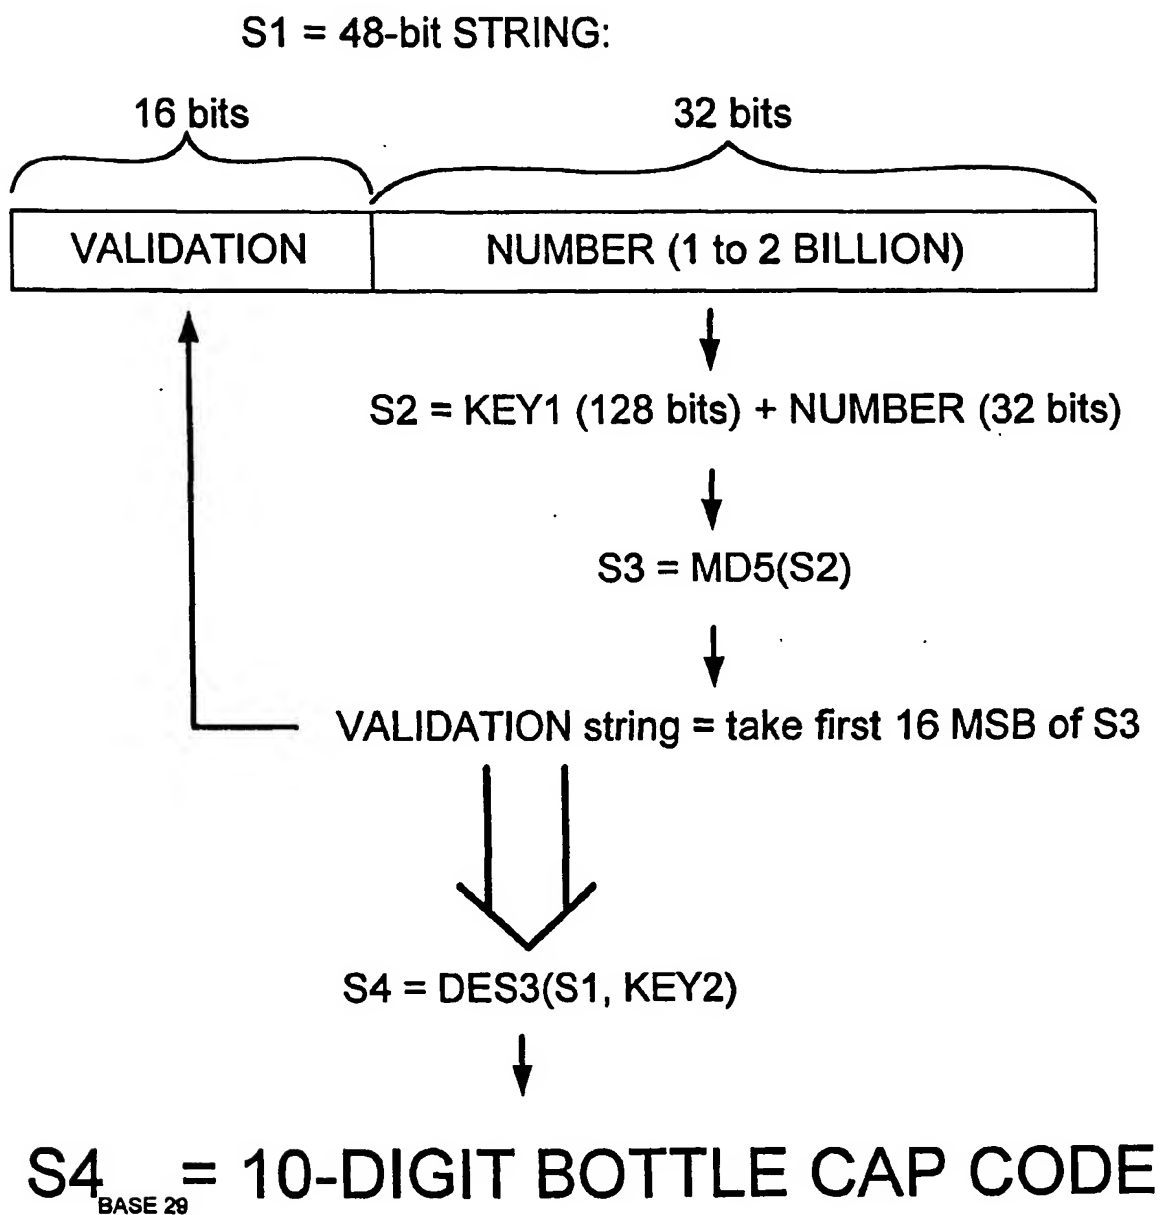 S1 = 48-bit STRING:
16 bits
32 bits
VALIDATION
NUMBER (1 to 2 BILLION)
S2 = KEY1 (128 bits) + NUMBER (32 bits)
S3 = MD5(S2)
VALIDATION string = take first 16 MSB of S3
S4 = DES3(S1, KEY2)
S4 BASE 29 = 10-DIGIT BOTTLE CAP CODE